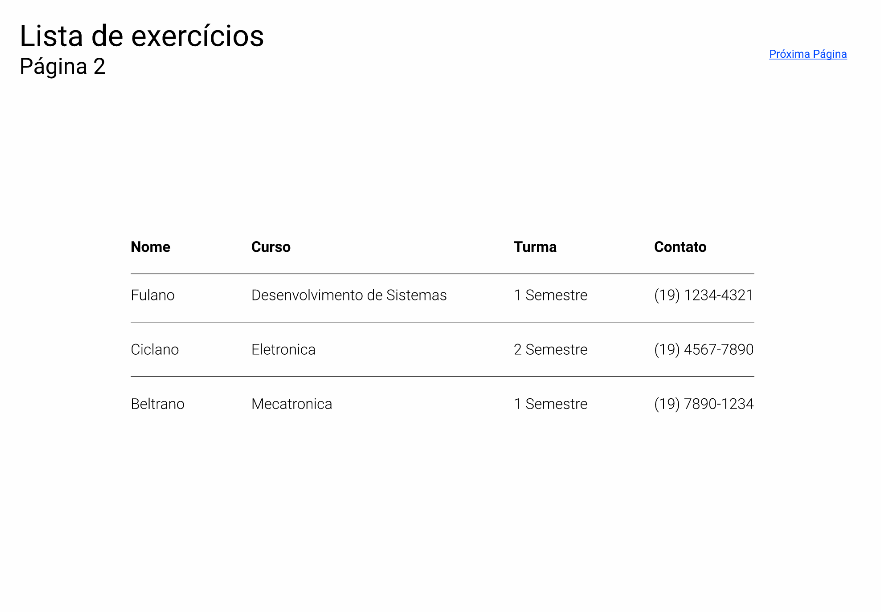 Lista de exercícios
Página 2
Próxima Página
Nome Curso Turma Contato
Fulano Desenvolvimento de Sistemas 1 Semestre (19) 1234-4321
Ciclano Eletronica 2 Semestre (19) 4567-7890
Beltrano Mecatronica 1 Semestre (19) 7890-1234